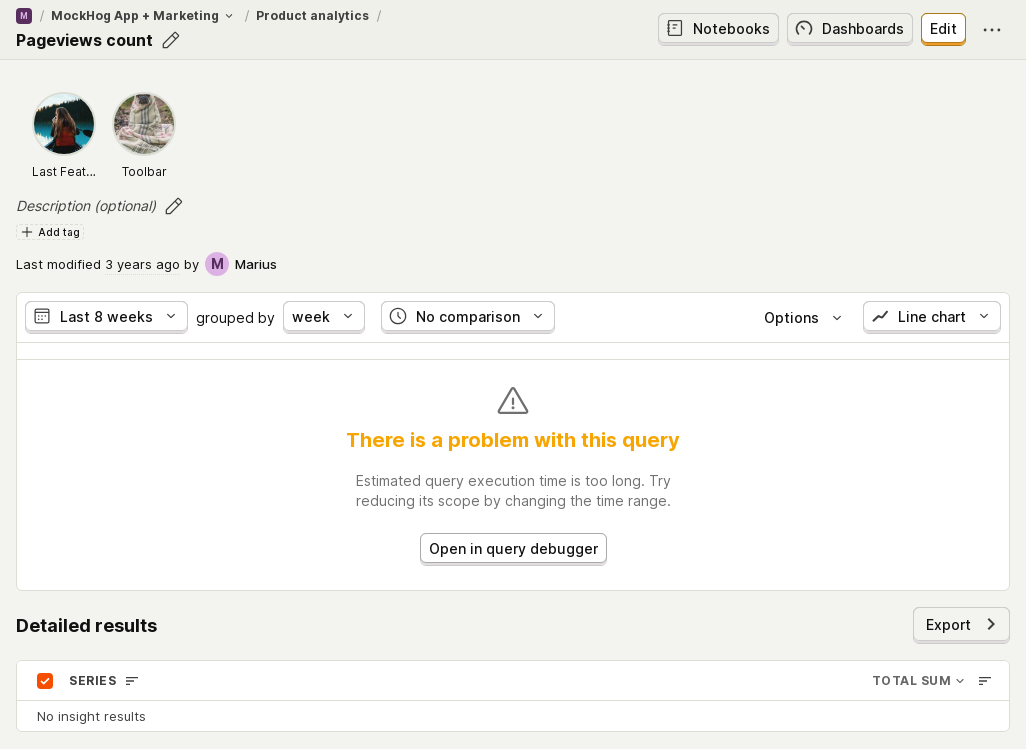 M / MockHog App + Marketing / Product analytics /
Pageviews count
Notebooks
Dashboards
Edit
Last Feat...
Toolbar
Description (optional)
Add tag
Last modified 3 years ago by M Marius
Last 8 weeks grouped by week No comparison Options Line chart
There is a problem with this query
Estimated query execution time is too long. Try
reducing its scope by changing the time range.
Open in query debugger
Detailed results
Export
SERIES TOTAL SUM
No insight results